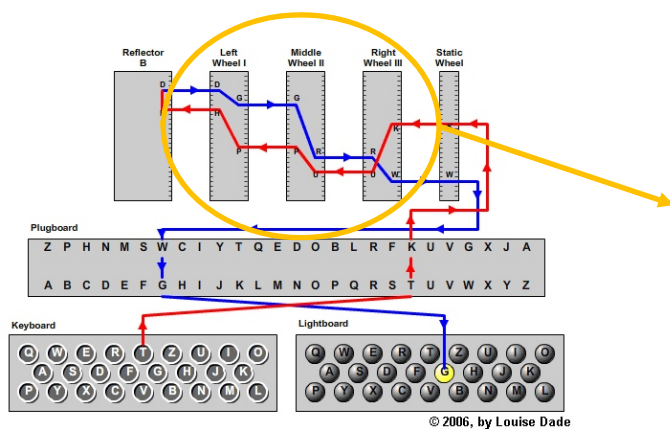 Reflector B
Left Wheel I
Middle Wheel II
Right Wheel III
Static Wheel
D D G G
H K
P P R R W W
U U
Plugboard
Z P H N M S W C I Y T Q E D O B L R F K U V G X J A
A B C D E F G H I J K L M N O P Q R S T U V W X Y Z
Keyboard
Q W E R T Z U I O
A S D F G H J K
P Y X C V B N M L
Lightboard
Q W E R T Z U I O
A S D F G H J K
P Y X C V B N M L
© 2006, by Louise Dade